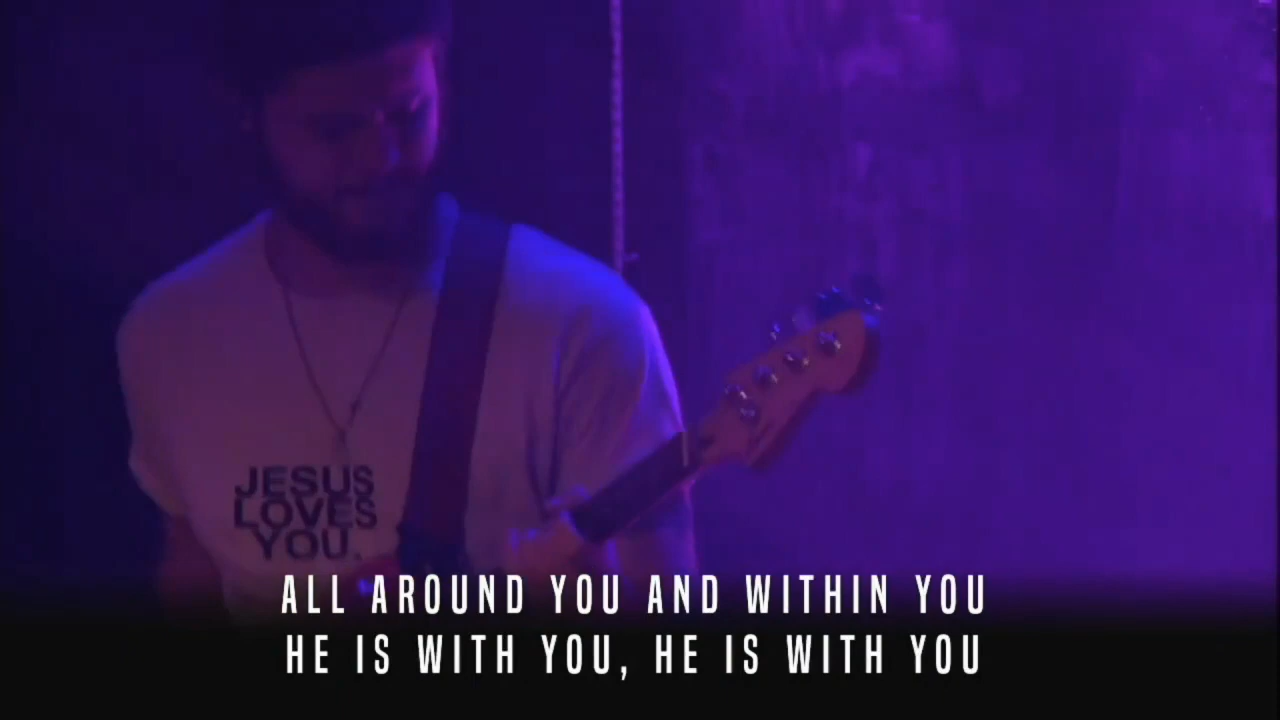 JESUS
LOVES
YOU.
ALL AROUND YOU AND WITHIN YOU
HE IS WITH YOU, HE IS WITH YOU